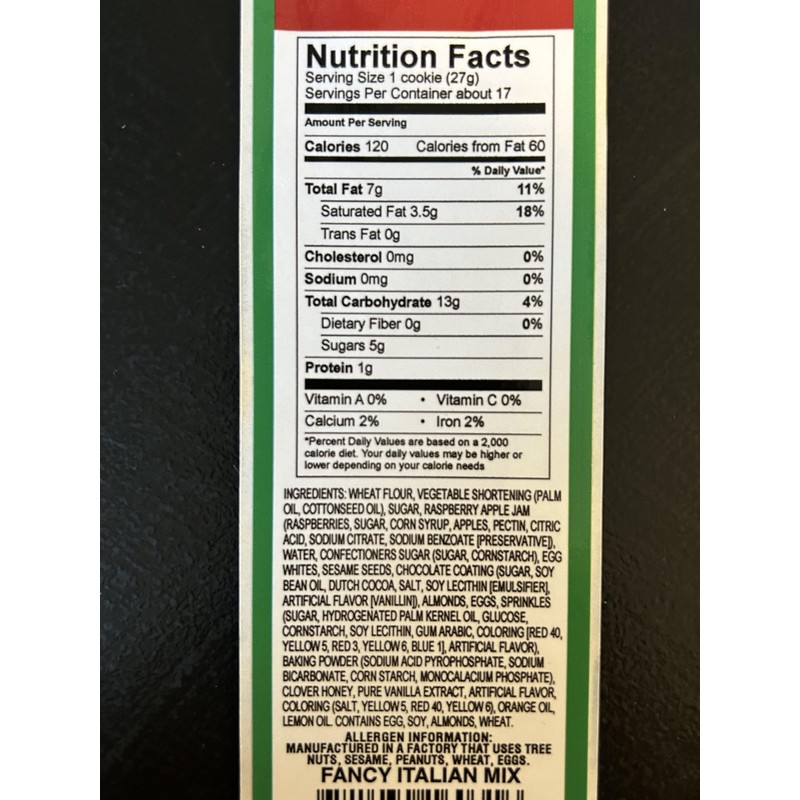 Nutrition Facts
Serving Size 1 cookie (27g)
Servings Per Container about 17
Amount Per Serving
Calories 120 Calories from Fat 60
% Daily Value*
Total Fat 7g 11%
Saturated Fat 3.5g 18%
Trans Fat 0g
Cholesterol 0mg 0%
Sodium 0mg 0%
Total Carbohydrate 13g 4%
Dietary Fiber 0g 0%
Sugars 5g
Protein 1g
Vitamin A 0% • Vitamin C 0%
Calcium 2% • Iron 2%
*Percent Daily Values are based on a 2,000
calorie diet. Your daily values may be higher or
lower depending on your calorie needs
INGREDIENTS: WHEAT FLOUR, VEGETABLE SHORTENING (PALM
OIL, COTTONSEED OIL), SUGAR, RASPBERRY APPLE JAM
(RASPBERRIES, SUGAR, CORN SYRUP, APPLES, PECTIN, CITRIC
ACID, SODIUM CITRATE, SODIUM BENZOATE [PRESERVATIVE]),
WATER, CONFECTIONERS SUGAR (SUGAR, CORNSTARCH), EGG
WHITES, SESAME SEEDS, CHOCOLATE COATING (SUGAR, SOY
BEAN OIL, DUTCH COCOA, SALT, SOY LECITHIN [EMULSIFIER],
ARTIFICIAL FLAVOR [VANILLIN]), ALMONDS, EGGS, SPRINKLES
(SUGAR, HYDROGENATED PALM KERNEL OIL, GLUCOSE,
CORNSTARCH, SOY LECITHIN, GUM ARABIC, COLORING [RED 40,
YELLOW 5, RED 3, YELLOW 6, BLUE 1], ARTIFICIAL FLAVOR),
BAKING POWDER (SODIUM ACID PYROPHOSPHATE, SODIUM
BICARBONATE, CORN STARCH, MONOCALACIUM PHOSPHATE),
CLOVER HONEY, PURE VANILLA EXTRACT, ARTIFICIAL FLAVOR,
COLORING (SALT, YELLOW 5, RED 40, YELLOW 6), ORANGE OIL,
LEMON OIL. CONTAINS EGG, SOY, ALMONDS, WHEAT.
ALLERGEN INFORMATION:
MANUFACTURED IN A FACTORY THAT USES TREE
NUTS, SESAME, PEANUTS, WHEAT, EGGS.
FANCY ITALIAN MIX